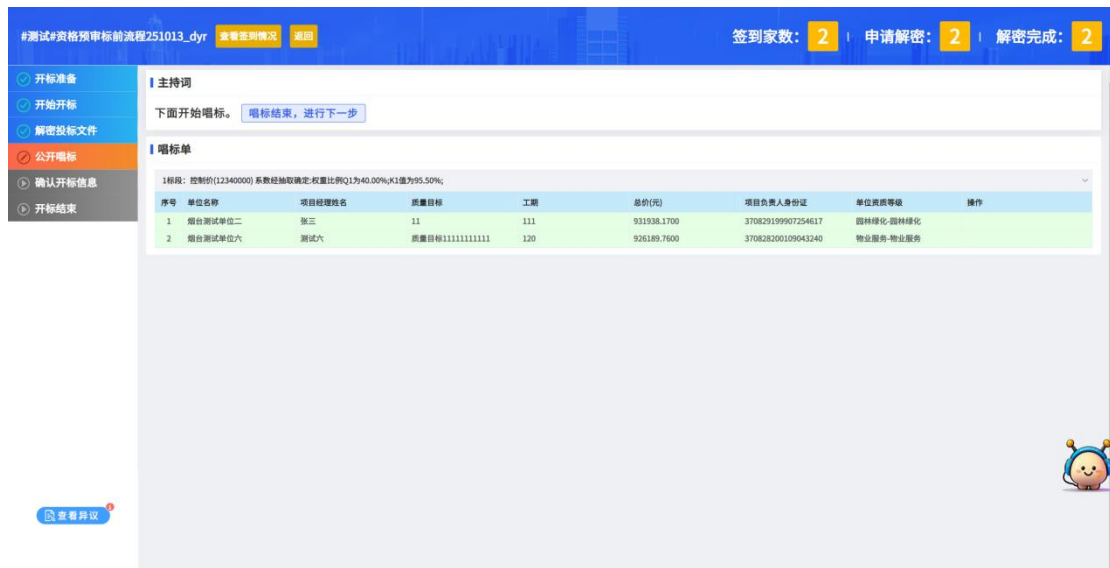 #测试#资格预审标前流程251013_dyr 查看签到情况 返回 签到家数: 2 申请解密: 2 解密完成: 2
开标准备
开始开标
解密投标文件
公开唱标
确认开标信息
开标结束
主持词
下面开始唱标。 唱标结束,进行下一步
唱标单
1标段: 控制价(12340000) 系数经抽取确定:权重比例Q1为40.00%;K1值为95.50%;
序号 单位名称 项目经理姓名 质量目标 工期 总价(元) 项目负责人身份证 单位资质等级 操作
1 烟台测试单位二 张三 11 111 931938.1700 370829199907254617 园林绿化-园林绿化
2 烟台测试单位六 测试六 质量目标11111111111 120 926189.7600 370828200109043240 物业服务-物业服务
查看异议